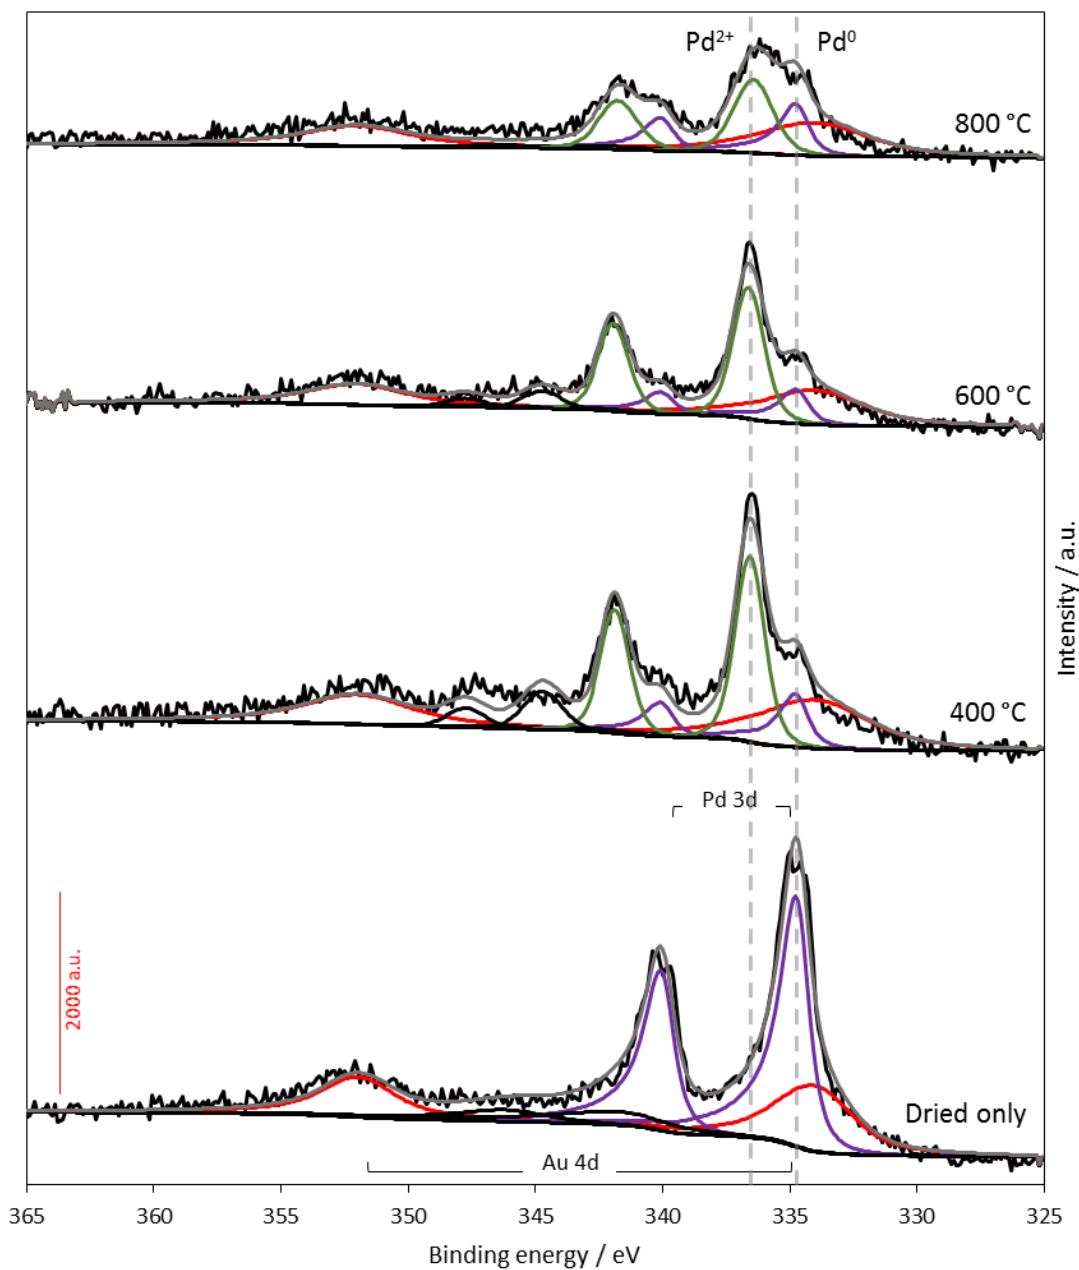 Pd²⁺ Pd⁰
800 °C
600 °C
400 °C
Pd 3d
2000 a.u.
Dried only
Au 4d
Intensity / a.u.
365 360 355 350 345 340 335 330 325
Binding energy / eV